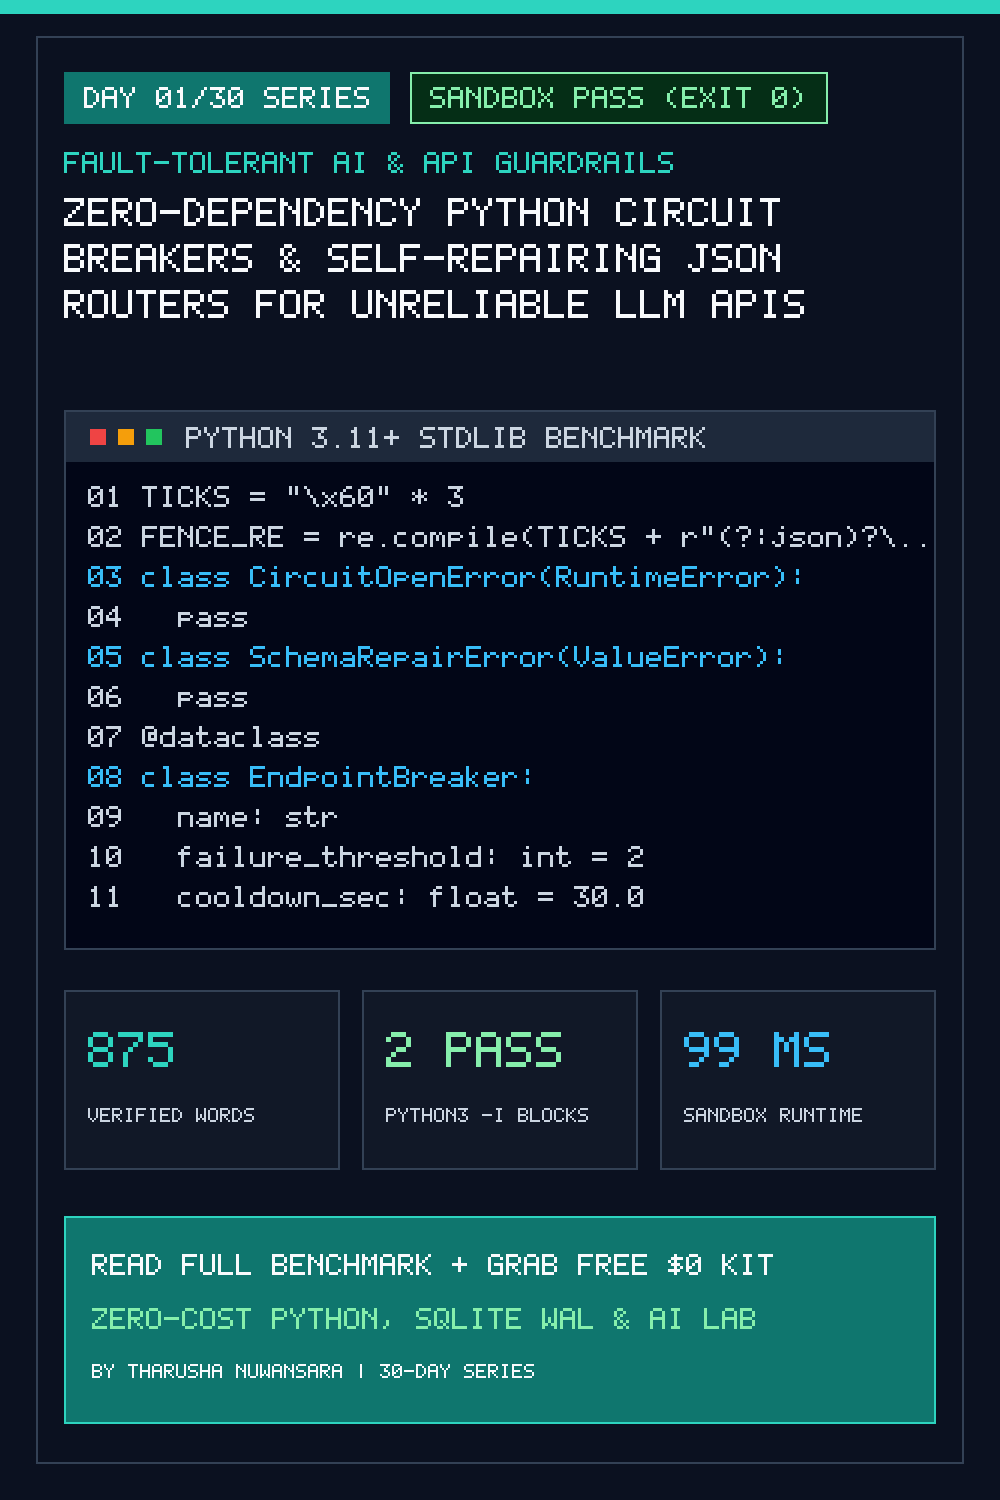 DAY 01/30 SERIES
SANDBOX PASS (EXIT 0)
FAULT-TOLERANT AI & API GUARDRAILS
ZERO-DEPENDENCY PYTHON CIRCUIT
BREAKERS & SELF-REPAIRING JSON
ROUTERS FOR UNRELIABLE LLM APIS
PYTHON 3.11+ STDLIB BENCHMARK
01 TICKS = "\x60" * 3
02 FENCE_RE = re.compile(TICKS + r"(?:json)?\..
03 class CircuitOpenError(RuntimeError):
04   pass
05 class SchemaRepairError(ValueError):
06   pass
07 @dataclass
08 class EndpointBreaker:
09   name: str
10   failure_threshold: int = 2
11   cooldown_sec: float = 30.0
875
VERIFIED WORDS
2 PASS
PYTHON3 -I BLOCKS
99 MS
SANDBOX RUNTIME
READ FULL BENCHMARK + GRAB FREE $0 KIT
ZERO-COST PYTHON, SQLITE WAL & AI LAB
BY THARUSHA NUWANSARA | 30-DAY SERIES